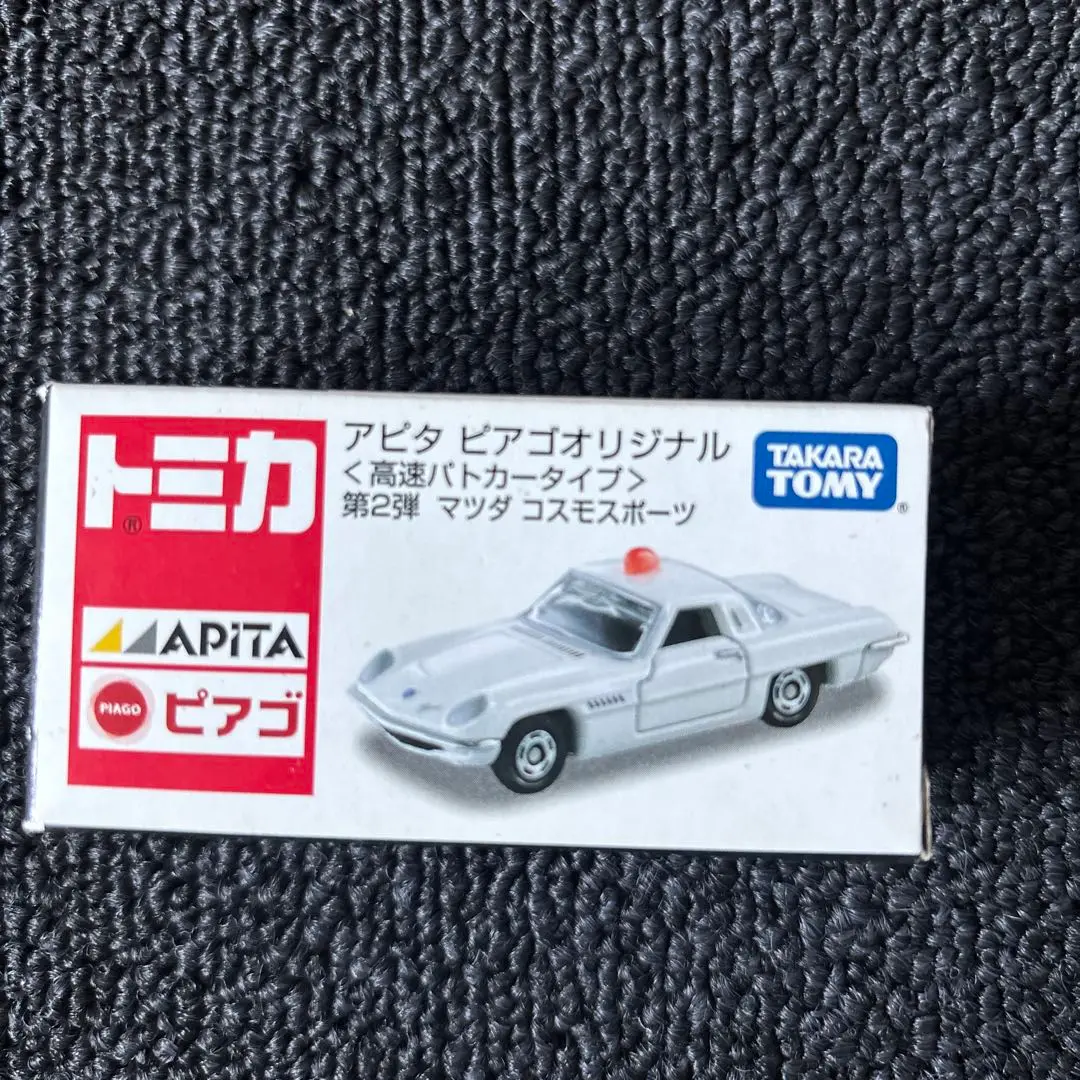 トミカ
®
APiTA
PIAGO
ピアゴ
アピタ ピアゴオリジナル
<高速パトカータイプ>
第2弾 マツダ コスモスポーツ
TAKARA
TOMY
®